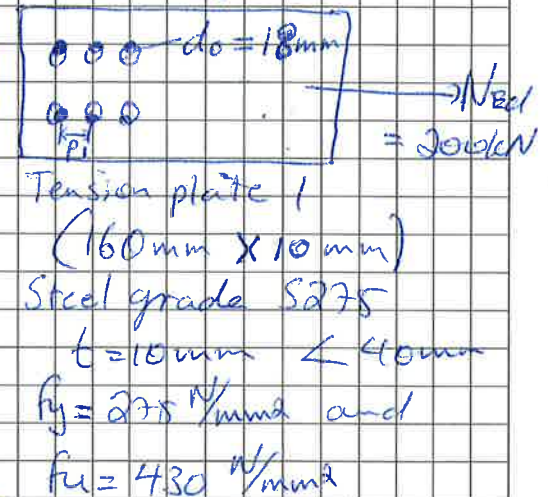 d0 = 18mm
NEd
= 200kN
p1
Tension plate 1
(160mm X 10mm)
Steel grade S275
t = 10mm < 40mm
fy = 275 N/mm2 and
fu = 430 N/mm2